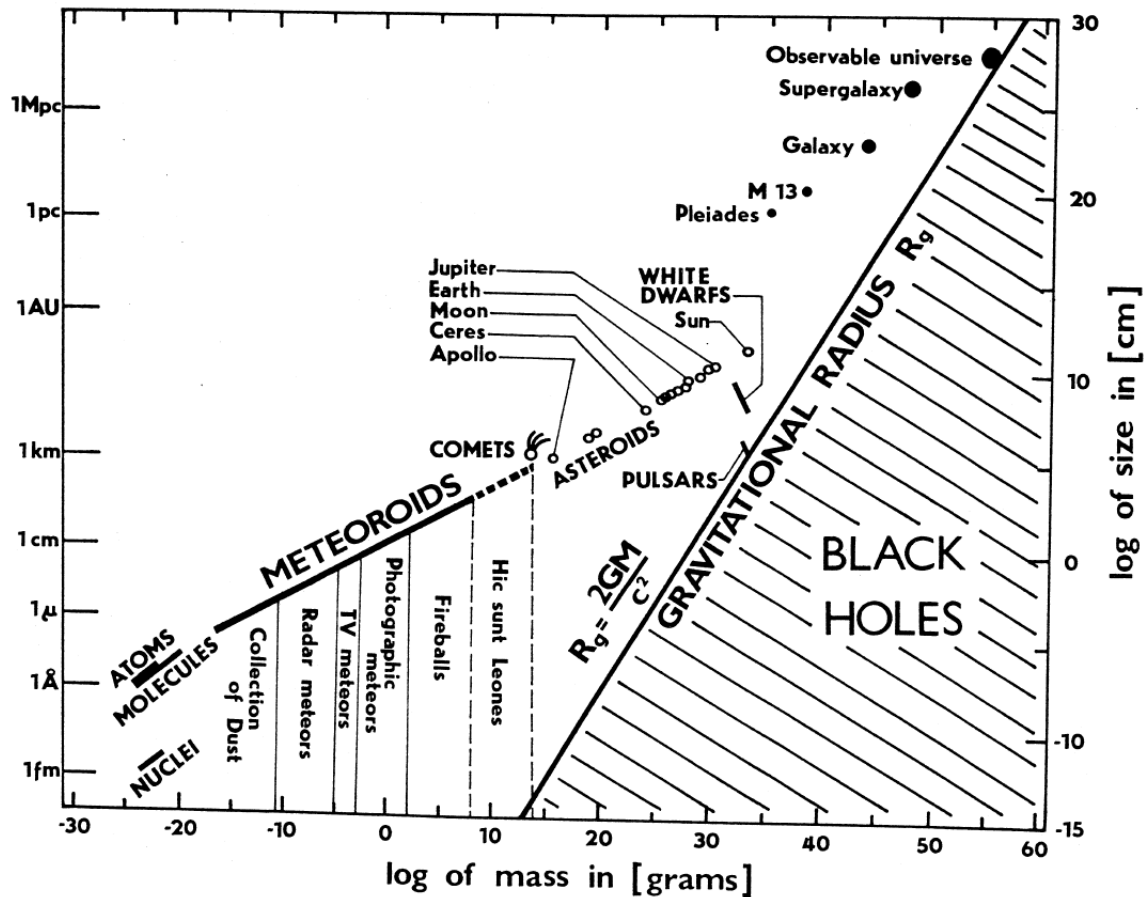 Observable universe
Supergalaxy
Galaxy
M 13
Pleiades
Jupiter
Earth
Moon
Ceres
Apollo
WHITE
DWARFS
Sun
COMETS
ASTEROIDS
PULSARS
METEOROIDS
ATOMS
MOLECULES
NUCLEI
Collection
of Dust
Radar meteors
TV meteors
Photographic
meteors
Fireballs
Hic sunt Leones
Rg = 2GM
c²
GRAVITATIONAL RADIUS Rg
BLACK
HOLES
1Mpc
1pc
1AU
1km
1cm
1μ
1Å
1fm
30
20
10
0
-10
-15
log of size in [cm]
-30
-20
-10
0
10
20
30
40
50
60
log of mass in [grams]